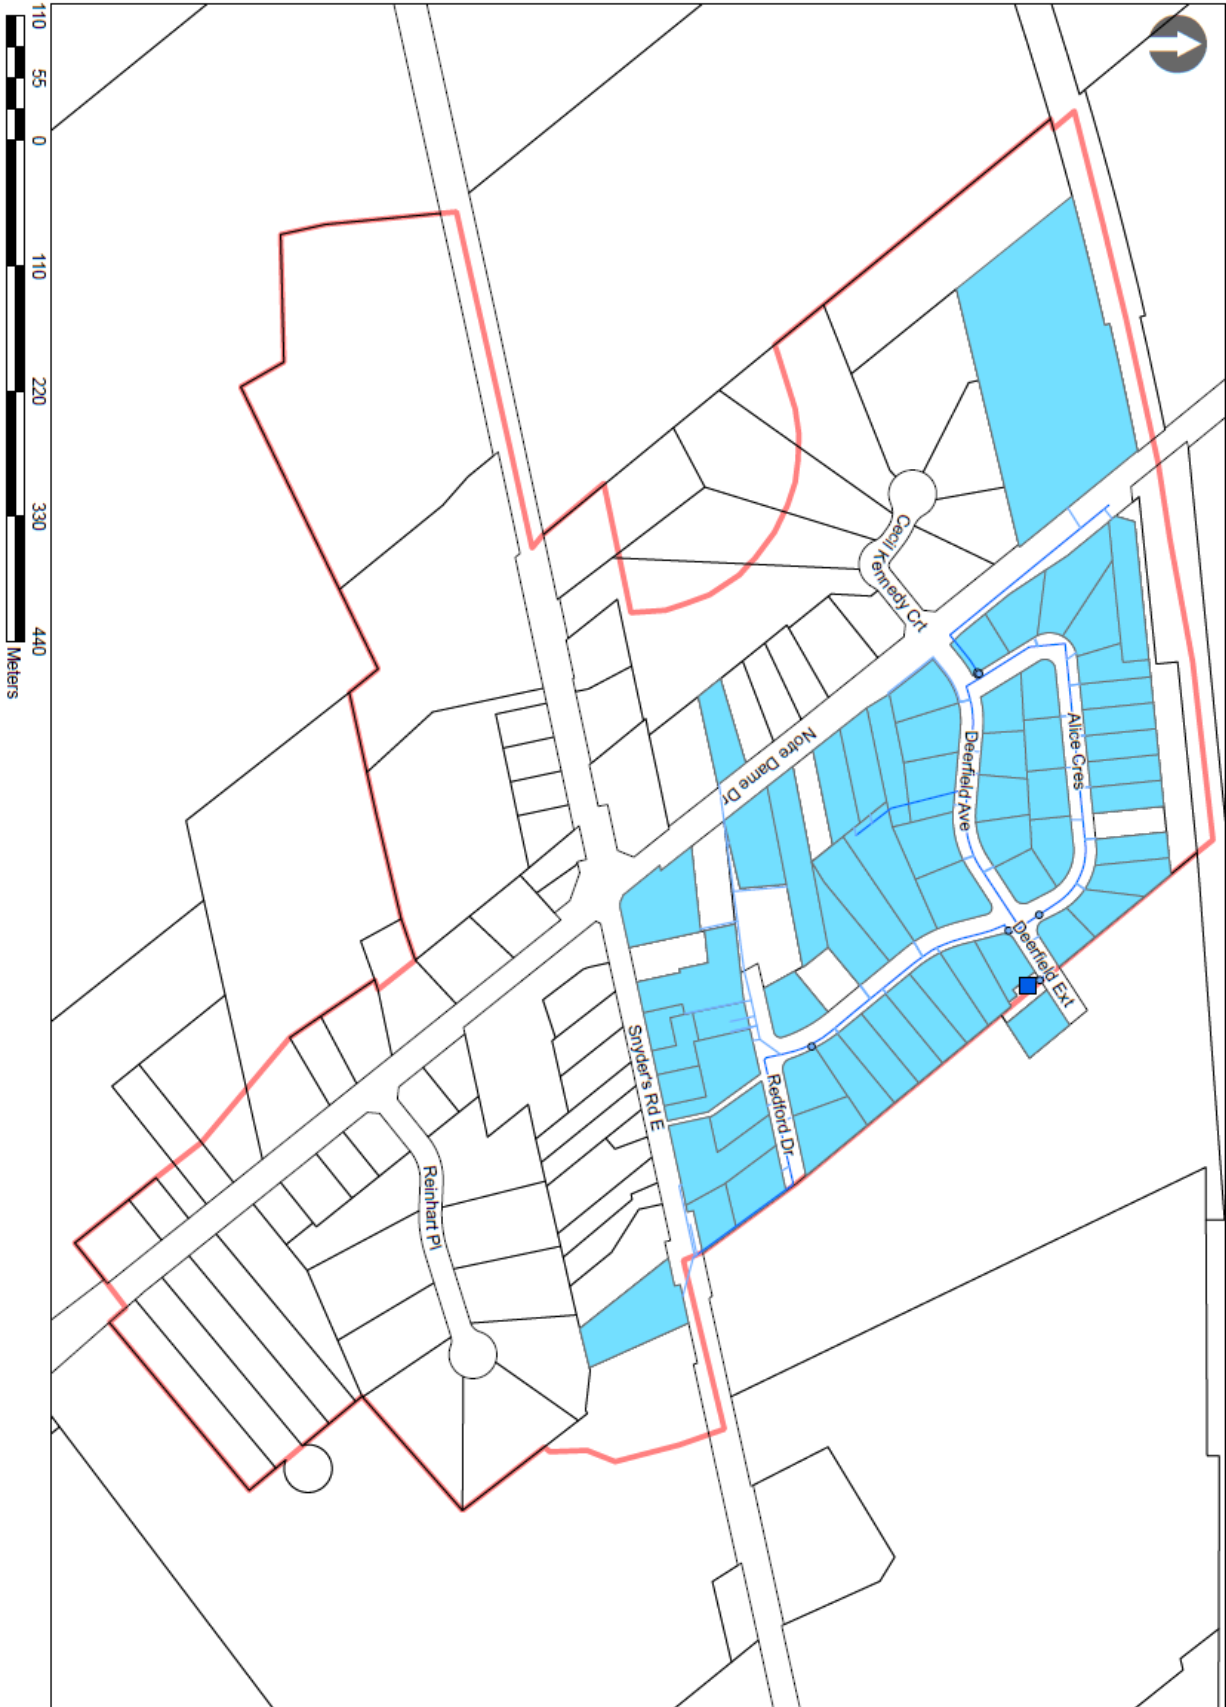 110 55 0 110 220 330 440
Meters
Cecil Kennedy Crt
Notre Dame Dr
Alice Cres
Deerfield Ave
Deerfield Ext
Snyder's Rd E
Redford Dr
Reinhart Pl